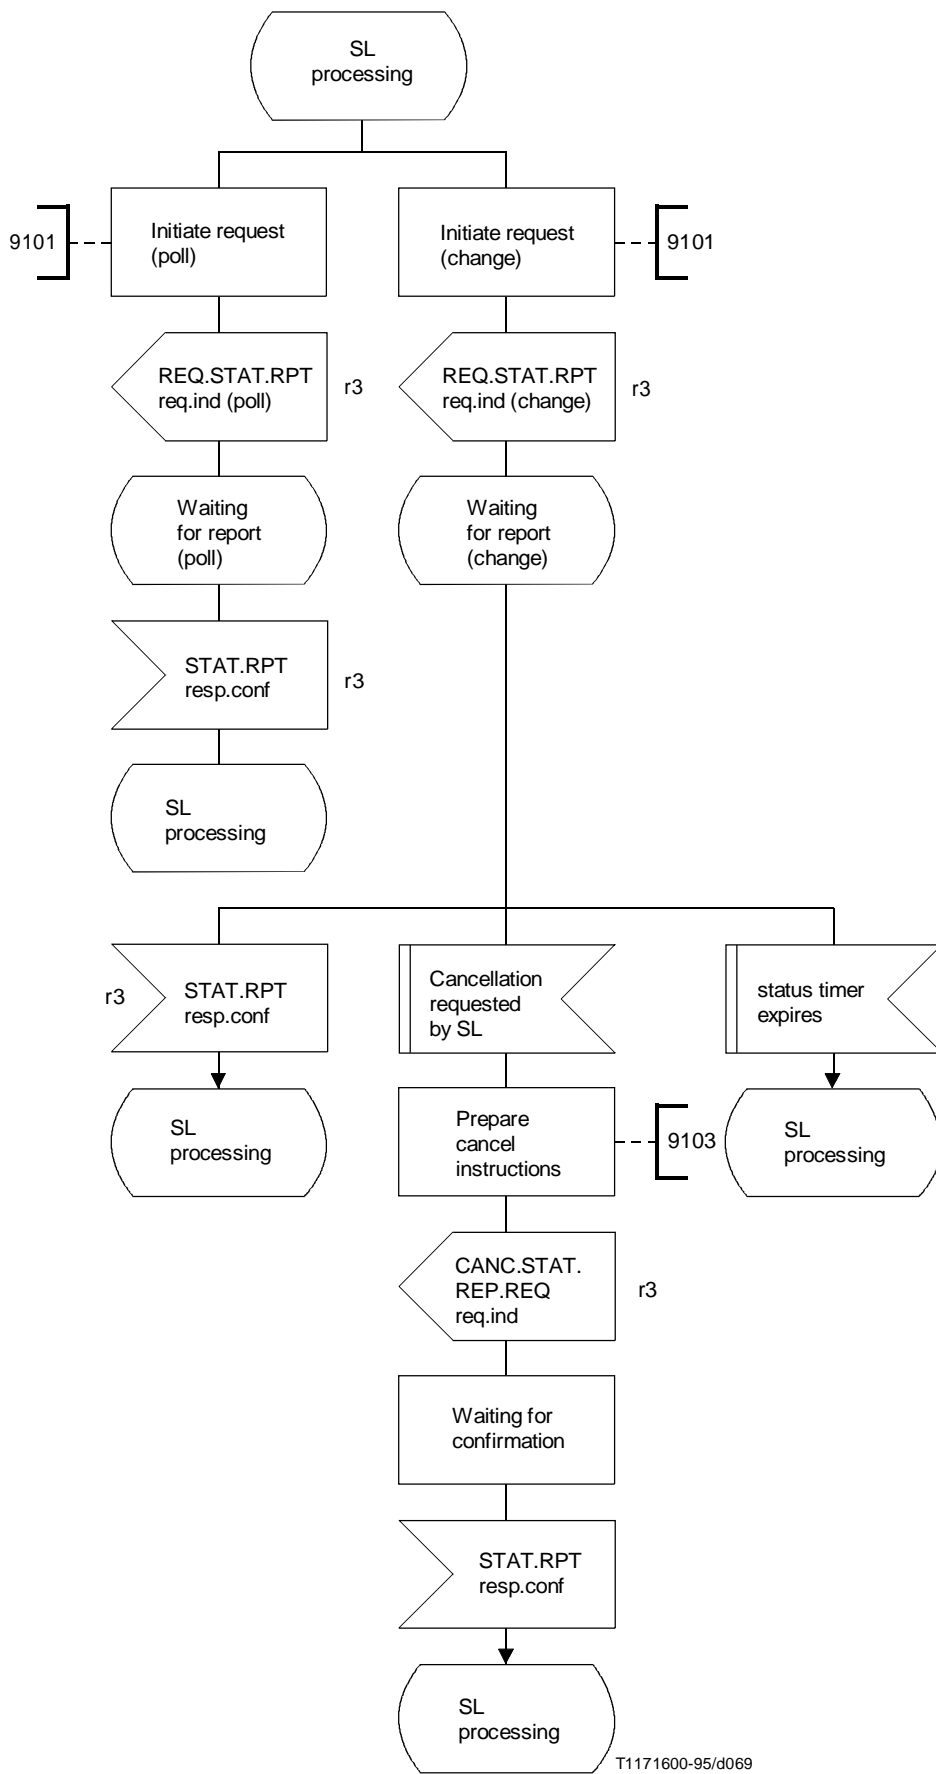 SL
processing
9101
Initiate request
(poll)
Initiate request
(change)
9101
REQ.STAT.RPT
req.ind (poll)
r3
REQ.STAT.RPT
req.ind (change)
r3
Waiting
for report
(poll)
Waiting
for report
(change)
STAT.RPT
resp.conf
r3
SL
processing
r3
STAT.RPT
resp.conf
Cancellation
requested
by SL
status timer
expires
SL
processing
Prepare
cancel
instructions
9103
SL
processing
CANC.STAT.
REP.REQ
req.ind
r3
Waiting for
confirmation
STAT.RPT
resp.conf
SL
processing
T1171600-95/d069